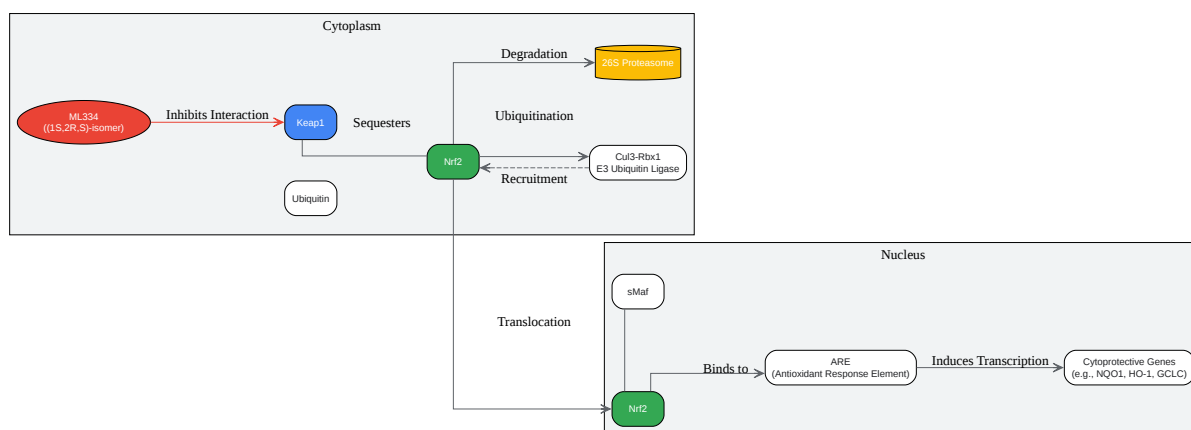 Cytoplasm
Degradation
26S Proteasome
ML334
((1S,2R,S)-isomer)
Inhibits Interaction
Keap1
Sequesters
Ubiquitination
Nrf2
Cul3-Rbx1
E3 Ubiquitin Ligase
Recruitment
Ubiquitin
Nucleus
sMaf
Translocation
Binds to
ARE
(Antioxidant Response Element)
Induces Transcription
Cytoprotective Genes
(e.g., NQO1, HO-1, GCLC)
Nrf2